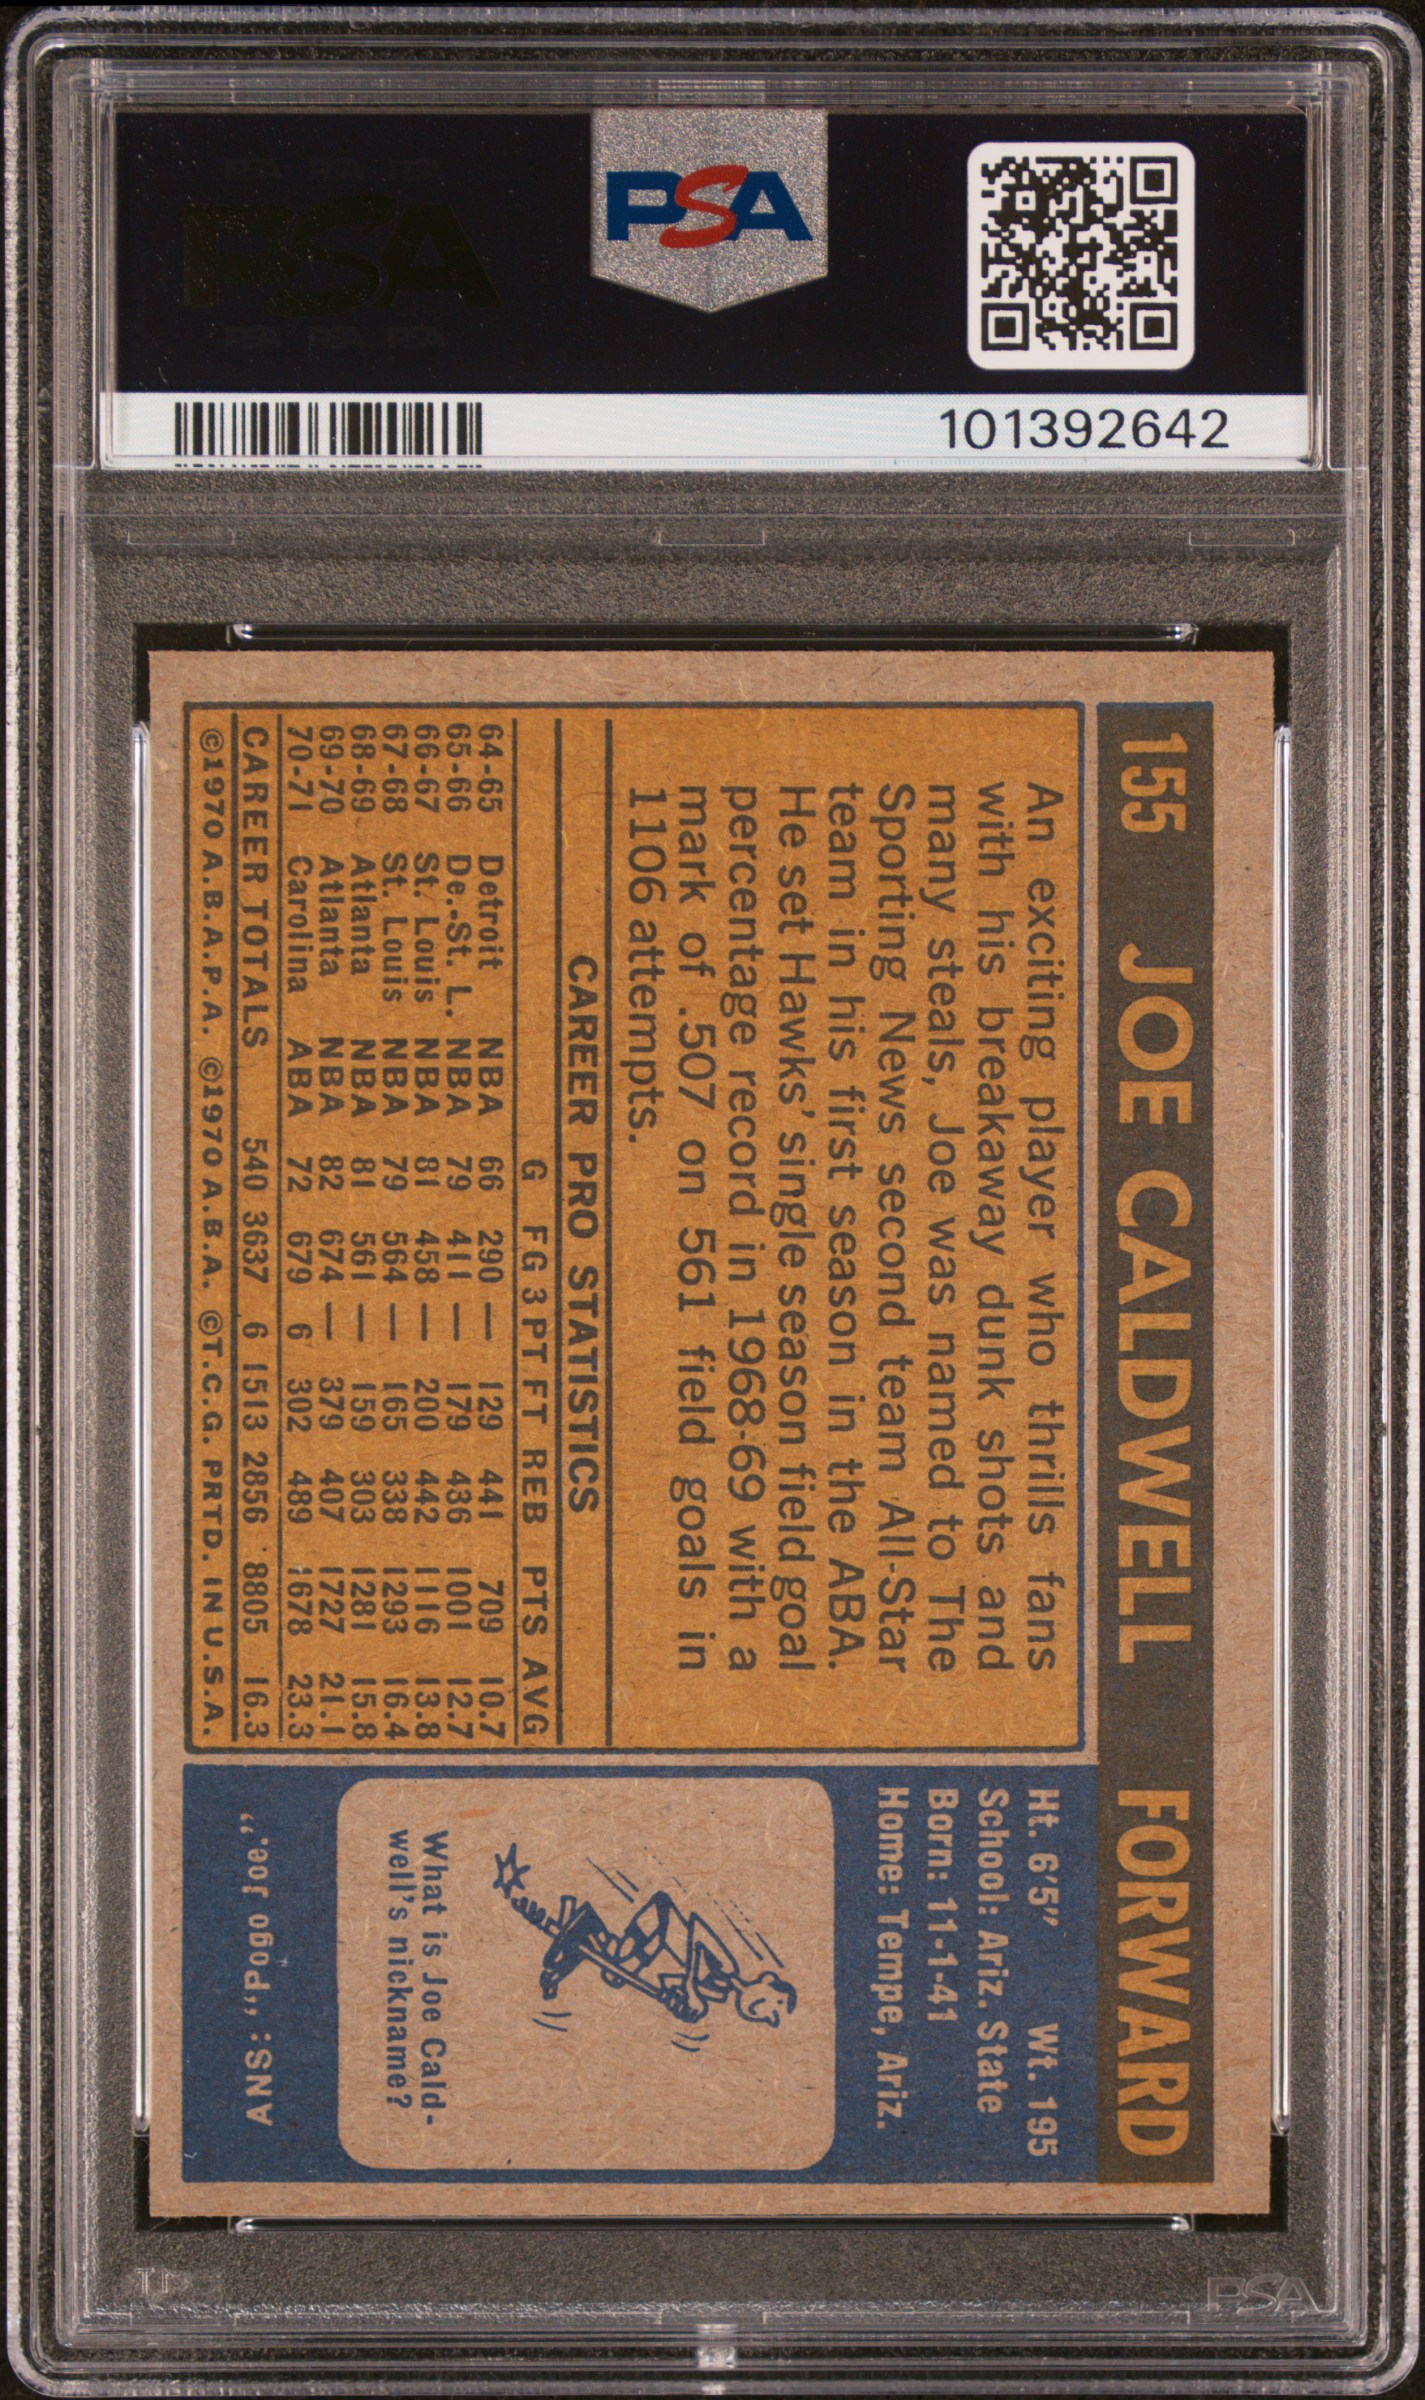 PSA
PSA
101392642
155 JOE CALDWELL FORWARD
An exciting player who thrills fans
with his breakaway dunk shots and
many steals, Joe was named to The
Sporting News second team All-Star
team in his first season in the ABA.
He set Hawks' single season field goal
percentage record in 1968-69 with a
mark of .507 on 561 field goals in
1106 attempts.
CAREER PRO STATISTICS
G FG 3PT FT REB PTS AVG
64-65 Detroit NBA 66 290 — 129 441 709 10.7
65-66 De.-St. L. NBA 79 411 — 179 436 1001 12.7
66-67 St. Louis NBA 81 458 — 200 442 1116 13.8
67-68 St. Louis NBA 79 564 — 165 338 1293 16.4
68-69 Atlanta NBA 81 561 — 159 303 1281 15.8
69-70 Atlanta NBA 82 674 — 379 407 1727 21.1
70-71 Carolina ABA 72 679 6 302 489 1678 23.3
CAREER TOTALS 540 3637 6 1513 2856 8805 16.3
©1970 A.B.A.P.A. ©1970 A.B.A. ©T.C.G. PRTD. IN U.S.A.
Ht. 6'5" Wt. 195
School: Ariz. State
Born: 11-1-41
Home: Tempe, Ariz.
What is Joe Cald-
well's nickname?
ANS: "Pogo Joe."
PSA